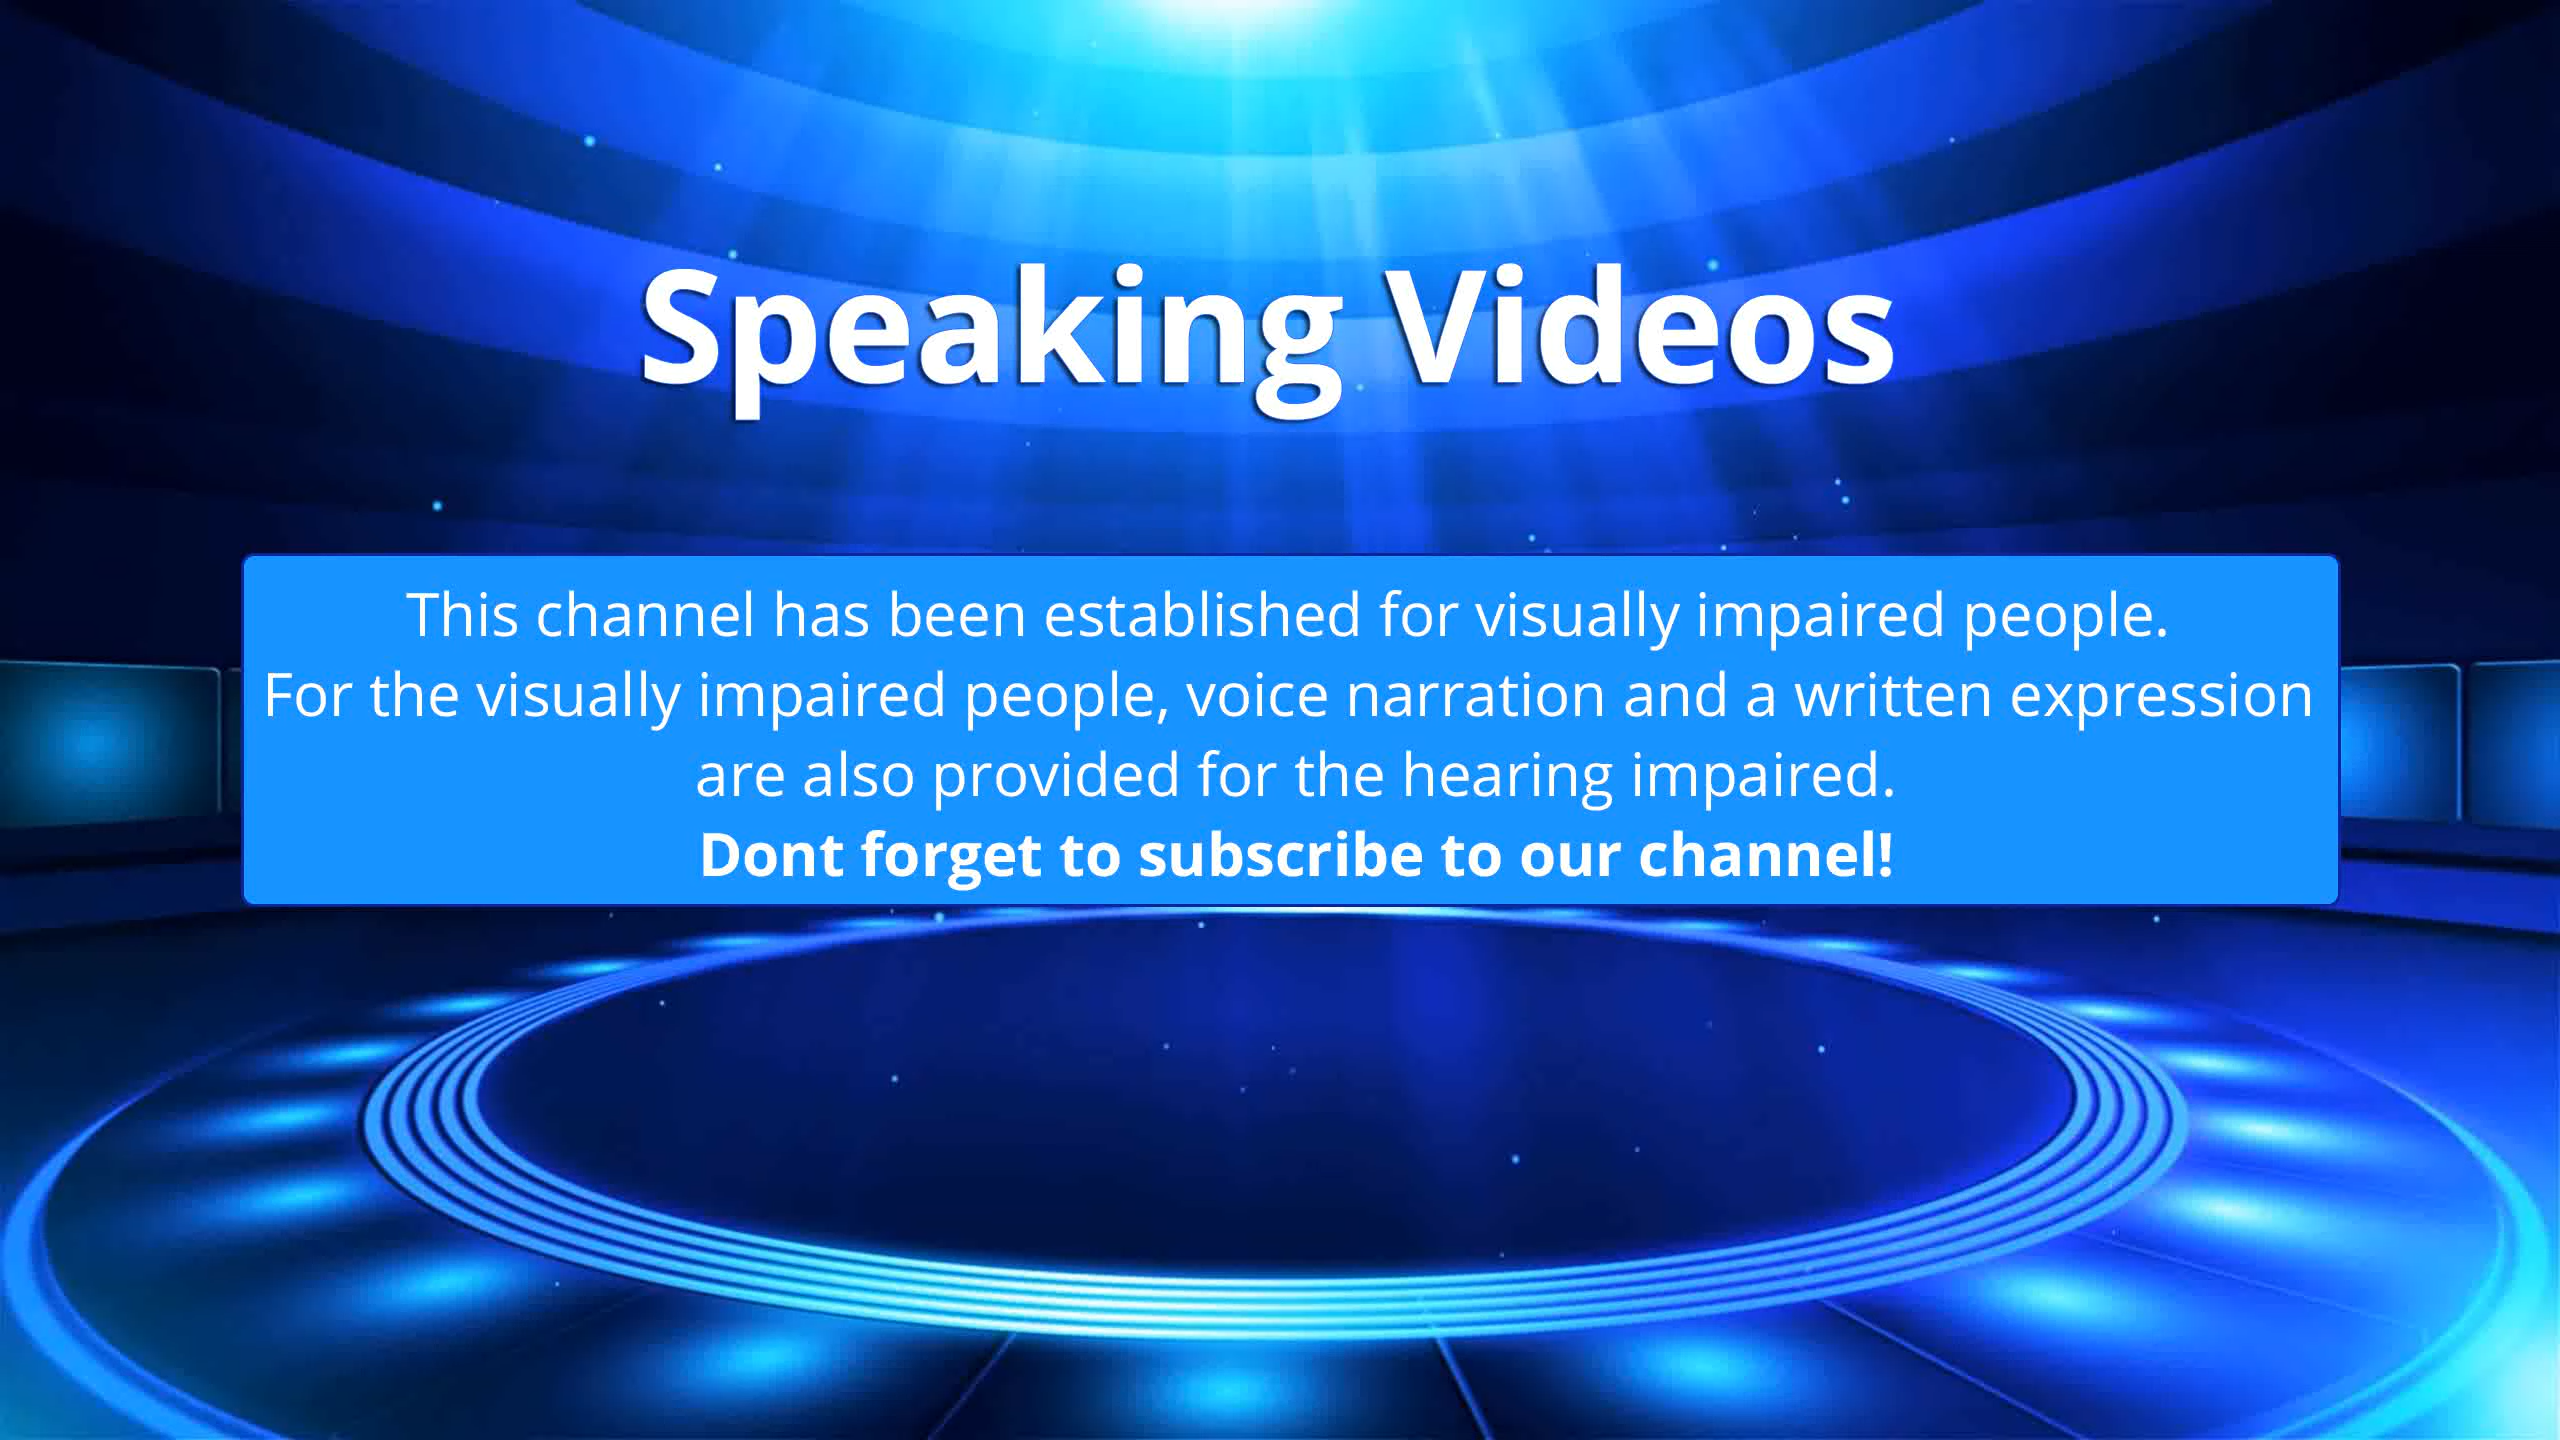 Speaking Videos
This channel has been established for visually impaired people.
For the visually impaired people, voice narration and a written expression
are also provided for the hearing impaired.
Dont forget to subscribe to our channel!